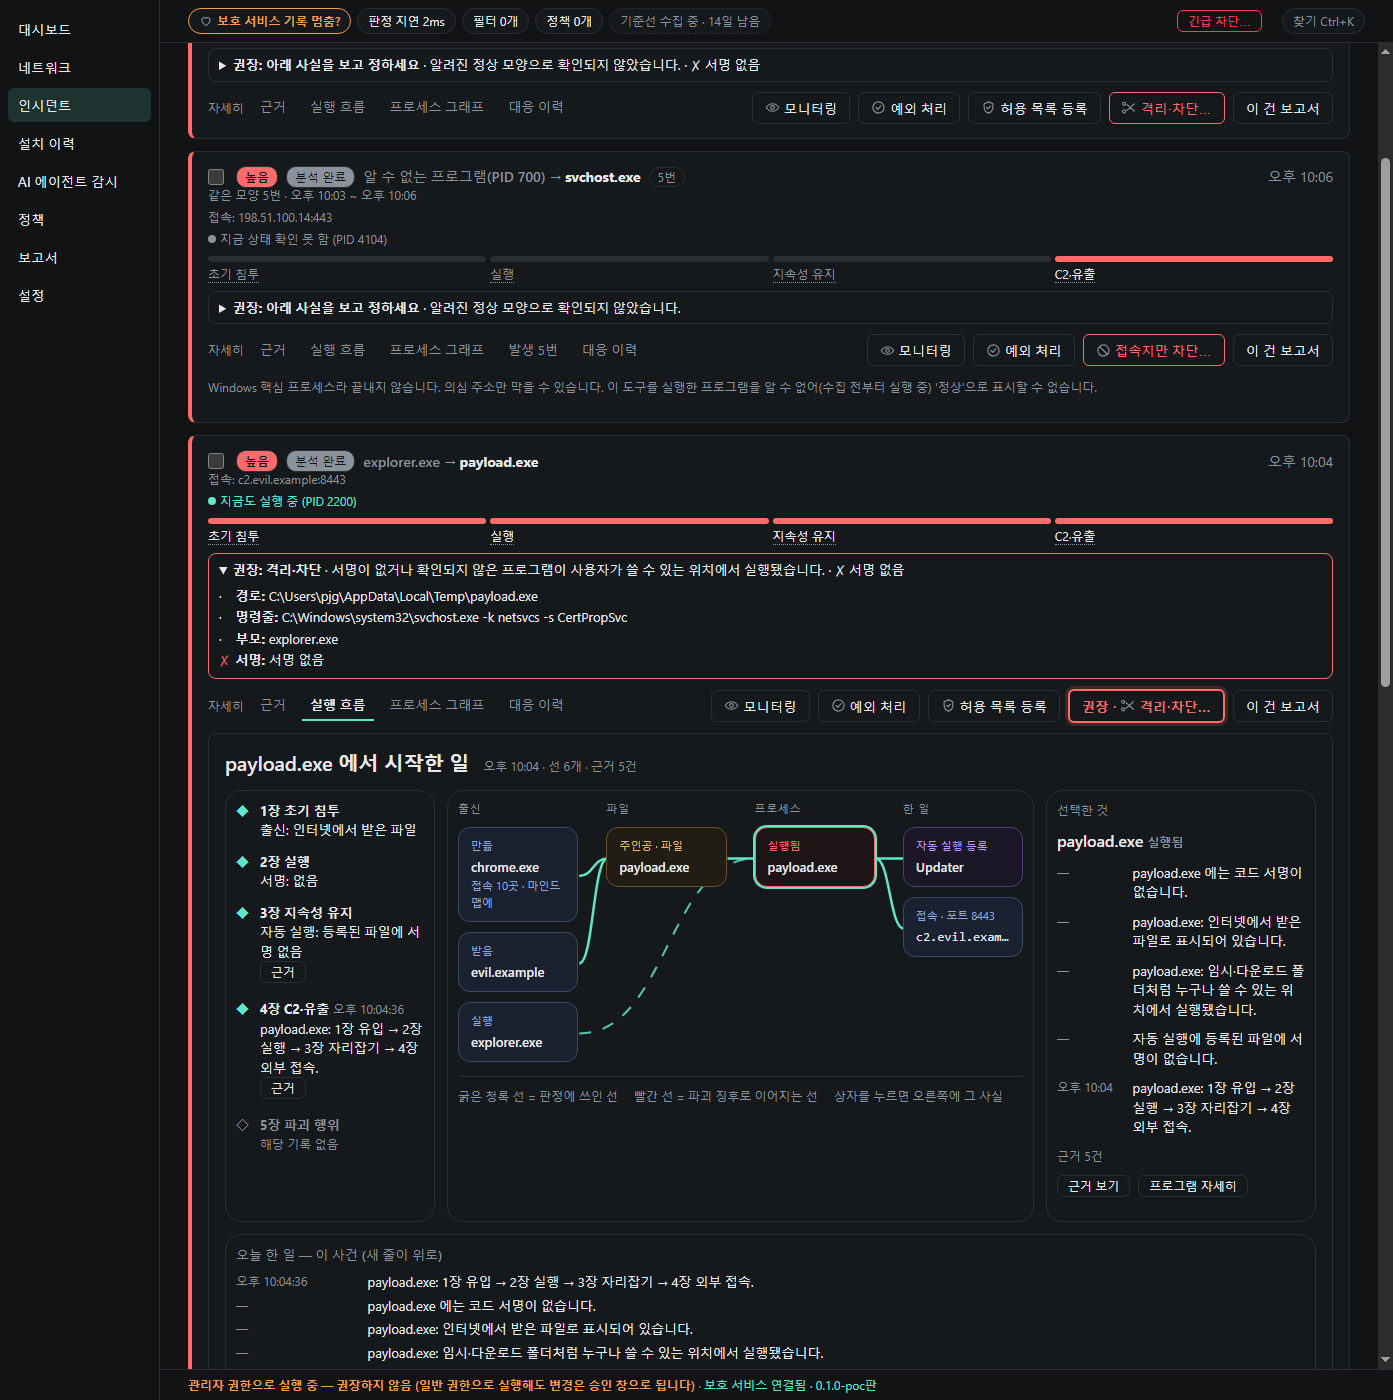 대시보드
네트워크
인시던트
설치 이력
AI 에이전트 감시
정책
보고서
설정
보호 서비스 기록 멈춤?
판정 지연 2ms
필터 0개
정책 0개
기준선 수집 중 · 14일 남음
긴급 차단...
찾기 Ctrl+K
▶ 권장: 아래 사실을 보고 정하세요 · 알려진 정상 모양으로 확인되지 않았습니다. · ✗ 서명 없음
자세히 근거 실행 흐름 프로세스 그래프 대응 이력
모니터링 예외 처리 허용 목록 등록 격리·차단... 이 건 보고서
높음 분석 완료 알 수 없는 프로그램(PID 700) → svchost.exe 5번 오후 10:06
같은 모양 5번 · 오후 10:03 ~ 오후 10:06
접속: 198.51.100.14:443
지금 상태 확인 못 함 (PID 4104)
초기 침투 실행 지속성 유지 C2·유출
▶ 권장: 아래 사실을 보고 정하세요 · 알려진 정상 모양으로 확인되지 않았습니다.
자세히 근거 실행 흐름 프로세스 그래프 발생 5번 대응 이력
모니터링 예외 처리 접속지만 차단... 이 건 보고서
Windows 핵심 프로세스라 끝내지 않습니다. 의심 주소만 막을 수 있습니다. 이 도구를 실행한 프로그램을 알 수 없어(수집 전부터 실행 중) '정상'으로 표시할 수 없습니다.
높음 분석 완료 explorer.exe → payload.exe 오후 10:04
접속: c2.evil.example:8443
지금도 실행 중 (PID 2200)
초기 침투 실행 지속성 유지 C2·유출
▼ 권장: 격리·차단 · 서명이 없거나 확인되지 않은 프로그램이 사용자가 쓸 수 있는 위치에서 실행됐습니다. · ✗ 서명 없음
· 경로: C:\Users\pjg\AppData\Local\Temp\payload.exe
· 명령줄: C:\Windows\system32\svchost.exe -k netsvcs -s CertPropSvc
· 부모: explorer.exe
✗ 서명: 서명 없음
자세히 근거 실행 흐름 프로세스 그래프 대응 이력
모니터링 예외 처리 허용 목록 등록 권장 · 격리·차단... 이 건 보고서
payload.exe 에서 시작한 일 오후 10:04 · 선 6개 · 근거 5건
1장 초기 침투
출신: 인터넷에서 받은 파일
2장 실행
서명: 없음
3장 지속성 유지
자동 실행: 등록된 파일에 서
명 없음
근거
4장 C2·유출 오후 10:04:36
payload.exe: 1장 유입 → 2장
실행 → 3장 자리잡기 → 4장
외부 접속.
근거
5장 파괴 행위
해당 기록 없음
출신 파일 프로세스 한 일
만듦
chrome.exe
접속 10곳 · 마인드
맵에
받음
evil.example
실행
explorer.exe
주인공 · 파일
payload.exe
실행됨
payload.exe
자동 실행 등록
Updater
접속 · 포트 8443
c2.evil.exam…
굵은 청록 선 = 판정에 쓰인 선 빨간 선 = 파괴 징후로 이어지는 선 상자를 누르면 오른쪽에 그 사실
선택한 것
payload.exe 실행됨
— payload.exe 에는 코드 서명이
없습니다.
— payload.exe: 인터넷에서 받은
파일로 표시되어 있습니다.
— payload.exe: 임시·다운로드 폴
더처럼 누구나 쓸 수 있는 위
치에서 실행됐습니다.
— 자동 실행에 등록된 파일에 서
명이 없습니다.
오후 10:04 payload.exe: 1장 유입 → 2장
실행 → 3장 자리잡기 → 4장
외부 접속.
근거 5건
근거 보기 프로그램 자세히
오늘 한 일 — 이 사건 (새 줄이 위로)
오후 10:04:36 payload.exe: 1장 유입 → 2장 실행 → 3장 자리잡기 → 4장 외부 접속.
— payload.exe 에는 코드 서명이 없습니다.
— payload.exe: 인터넷에서 받은 파일로 표시되어 있습니다.
— payload.exe: 임시·다운로드 폴더처럼 누구나 쓸 수 있는 위치에서 실행됐습니다.
관리자 권한으로 실행 중 — 권장하지 않음 (일반 권한으로 실행해도 변경은 승인 창으로 됩니다) · 보호 서비스 연결됨 · 0.1.0-poc판